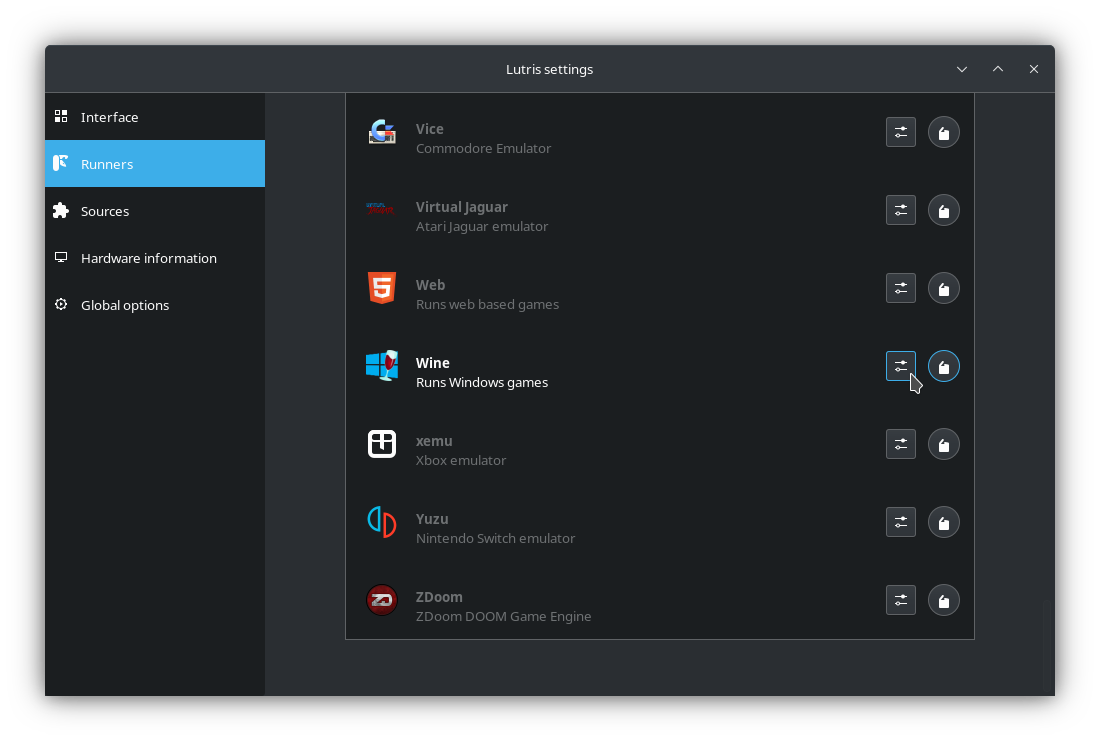 Lutris settings
Interface
Runners
Sources
Hardware information
Global options
Vice
Commodore Emulator
Virtual Jaguar
Atari Jaguar emulator
Web
Runs web based games
Wine
Runs Windows games
xemu
Xbox emulator
Yuzu
Nintendo Switch emulator
ZDoom
ZDoom DOOM Game Engine